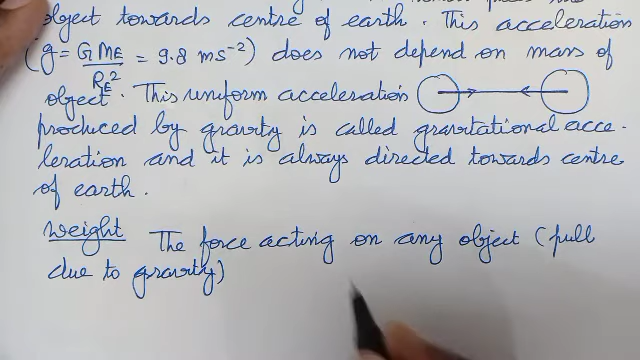 object towards centre of earth. This acceleration
(g = G ME / RE² = 9.8 ms⁻²) does not depend on mass of
object. This uniform acceleration
produced by gravity is called gravitational acce-
leration and it is always directed towards centre
of earth.
Weight The force acting on any object (pull
due to gravity)